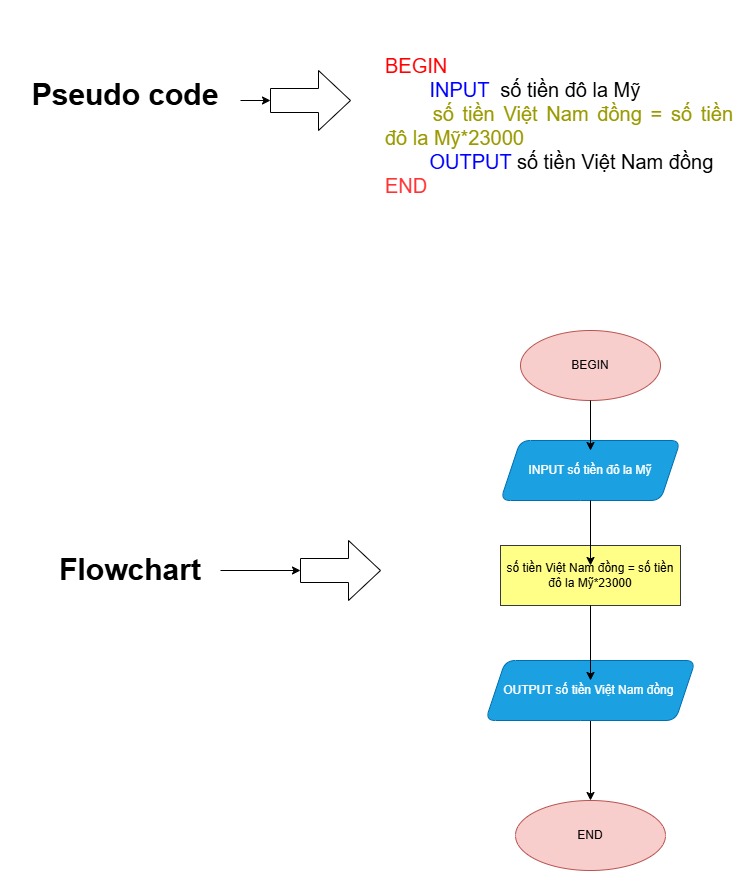 Pseudo code
BEGIN
INPUT số tiền đô la Mỹ
số tiền Việt Nam đồng = số tiền
đô la Mỹ*23000
OUTPUT số tiền Việt Nam đồng
END
BEGIN
INPUT số tiền đô la Mỹ
Flowchart
số tiền Việt Nam đồng = số tiền
đô la Mỹ*23000
OUTPUT số tiền Việt Nam đồng
END